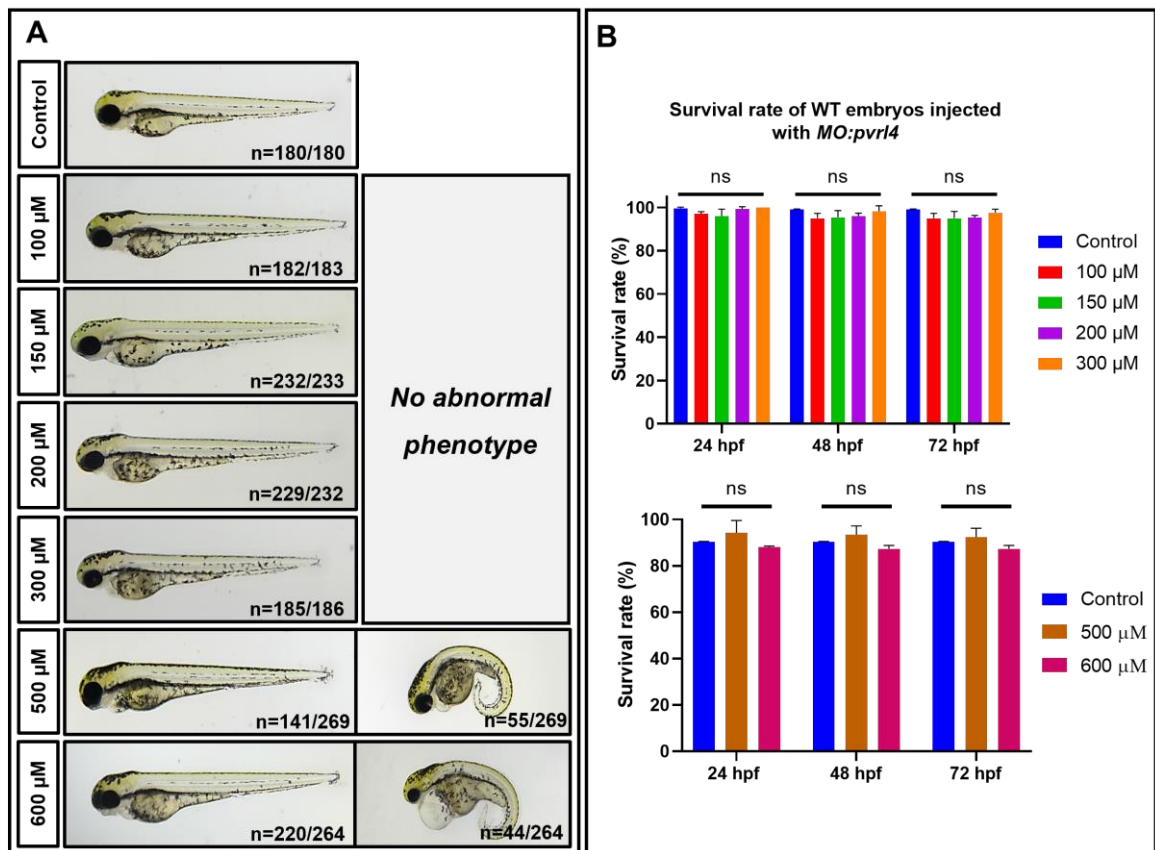 A
Control
n=180/180
100 µM
n=182/183
150 µM
n=232/233
200 µM
n=229/232
300 µM
n=185/186
No abnormal
phenotype
500 µM
n=141/269
n=55/269
600 µM
n=220/264
n=44/264
B
Survival rate of WT embryos injected
with MO:pvrl4
ns
ns
ns
Survival rate (%)
100
80
60
40
20
0
24 hpf
48 hpf
72 hpf
Control
100 µM
150 µM
200 µM
300 µM
ns
ns
ns
Survival rate (%)
100
80
60
40
20
0
24 hpf
48 hpf
72 hpf
Control
500 µM
600 µM